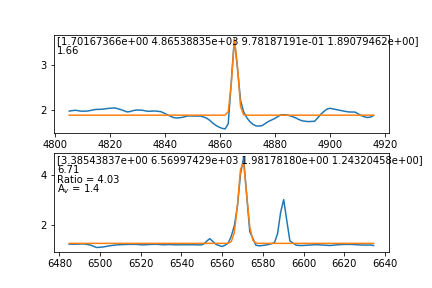 [1.70167366e+00 4.86538835e+03 9.78187191e-01 1.89079462e+00]
1.66
3
2
4800 4820 4840 4860 4880 4900 4920
[3.38543837e+00 6.56997429e+03 1.98178180e+00 1.24320458e+00]
6.71
4
Ratio = 4.03
Av = 1.4
2
6480 6500 6520 6540 6560 6580 6600 6620 6640